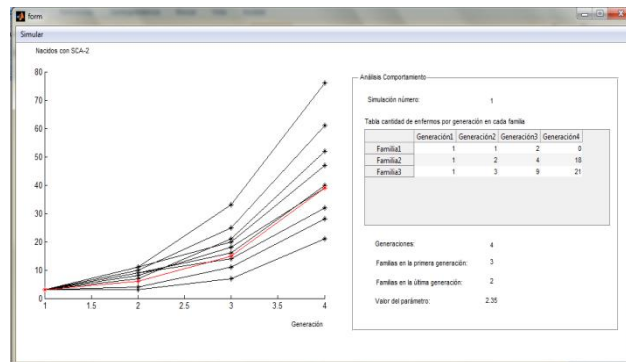 form
Simular
Nacidos con SCA-2
80
70
60
50
40
30
20
10
0
1
1.5
2
2.5
3
3.5
4
Generación
Análisis Comportamiento
Simulación número: 1
Tabla cantidad de enfermos por generación en cada familia
Generación1 Generación2 Generación3 Generación4
Familia1 1 1 2 0
Familia2 1 2 4 18
Familia3 1 3 9 21
Generaciones: 4
Familias en la primera generación: 3
Familias en la última generación: 2
Valor del parámetro: 2.35